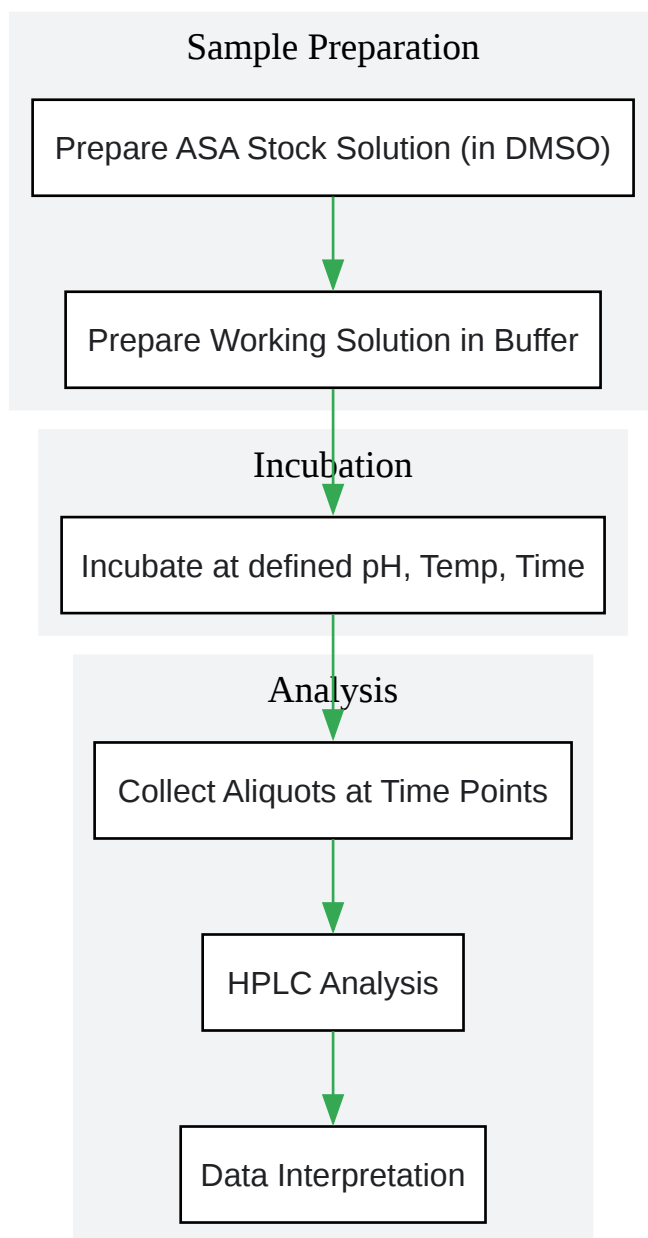 Sample Preparation
Prepare ASA Stock Solution (in DMSO)
Prepare Working Solution in Buffer
Incubation
Incubate at defined pH, Temp, Time
Analysis
Collect Aliquots at Time Points
HPLC Analysis
Data Interpretation